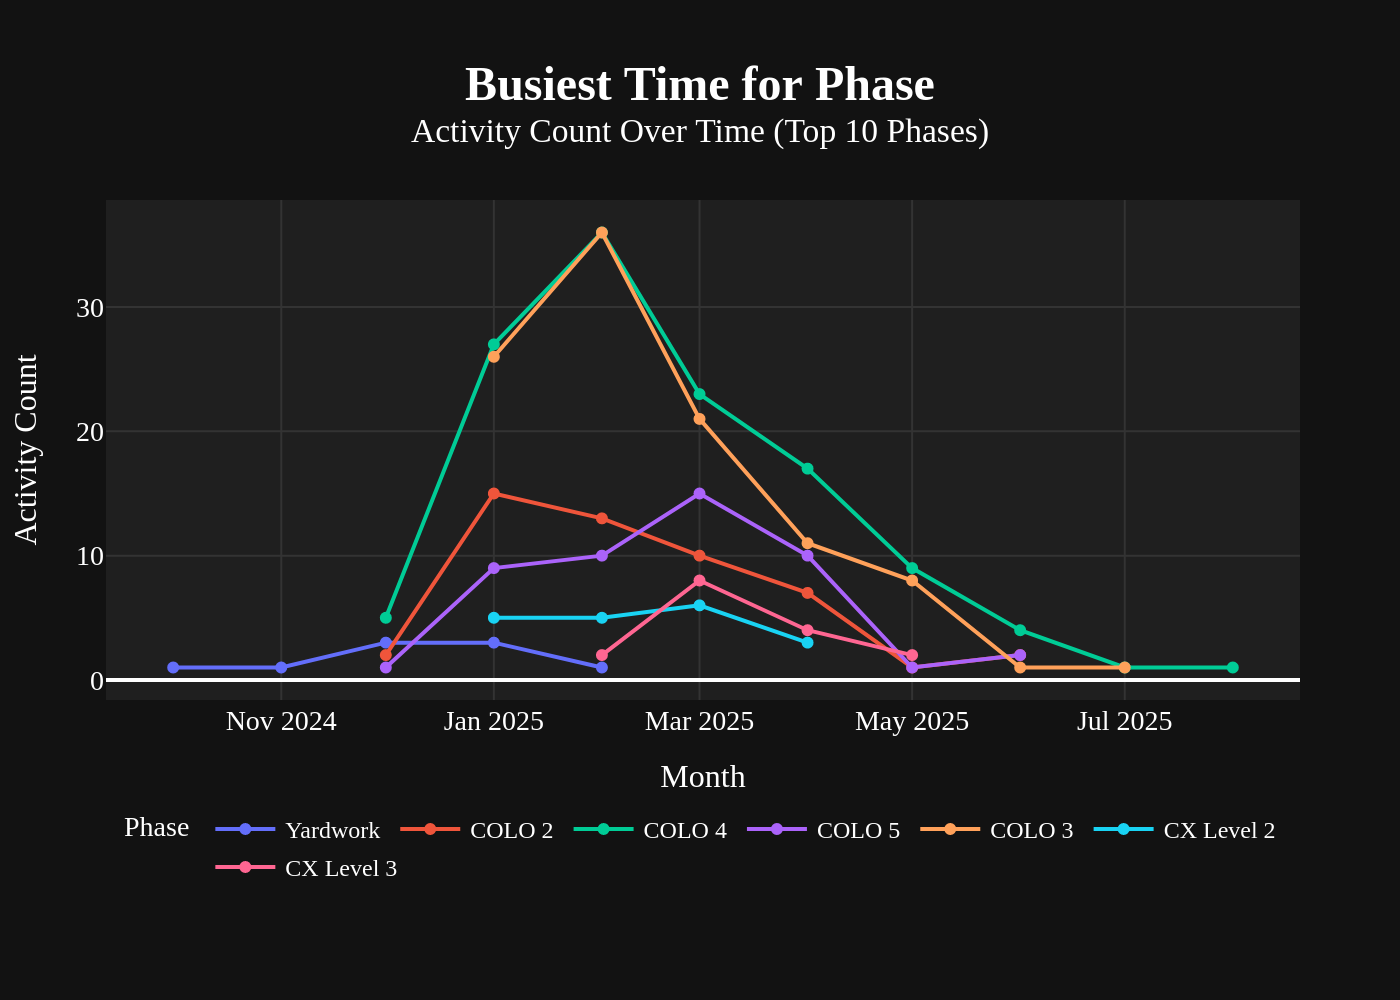 Busiest Time for Phase
Activity Count Over Time (Top 10 Phases)
Activity Count
30
20
10
0
Nov 2024 Jan 2025 Mar 2025 May 2025 Jul 2025
Month
Phase Yardwork COLO 2 COLO 4 COLO 5 COLO 3 CX Level 2
CX Level 3